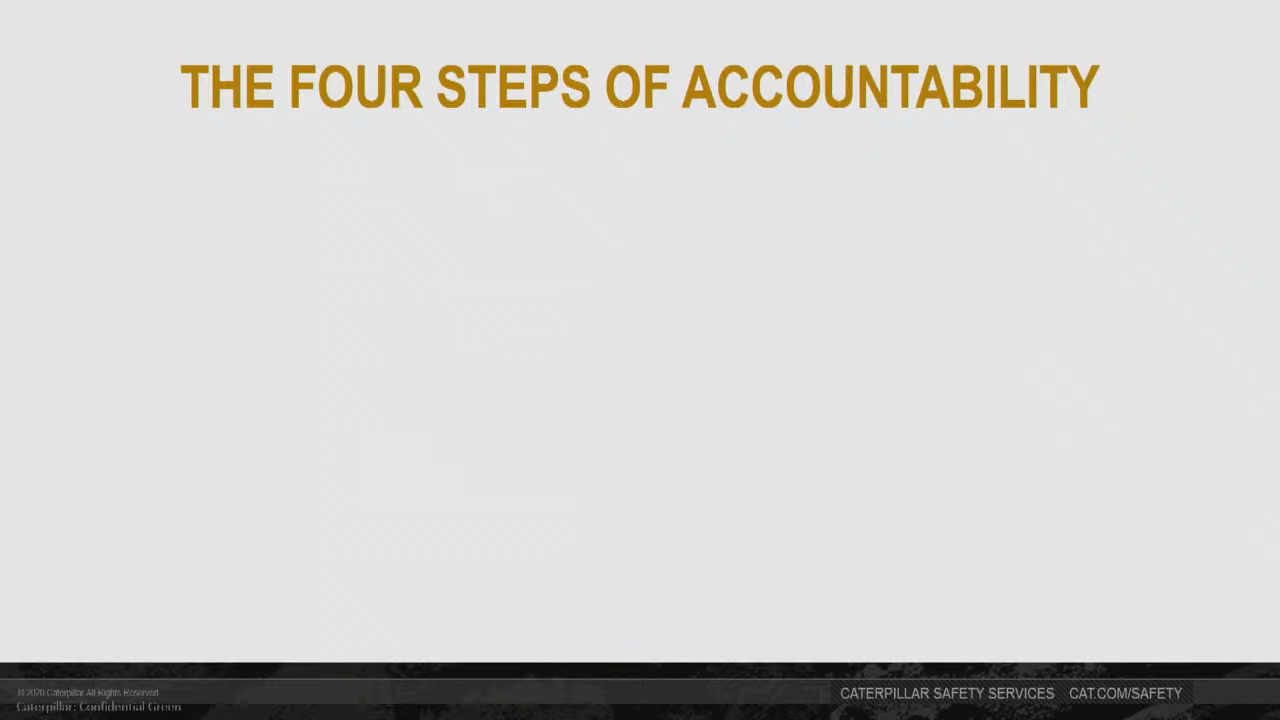 THE FOUR STEPS OF ACCOUNTABILITY
© 2020 Caterpillar All Rights Reserved
CATERPILLAR SAFETY SERVICES CAT.COM/SAFETY
Caterpillar: Confidential Green